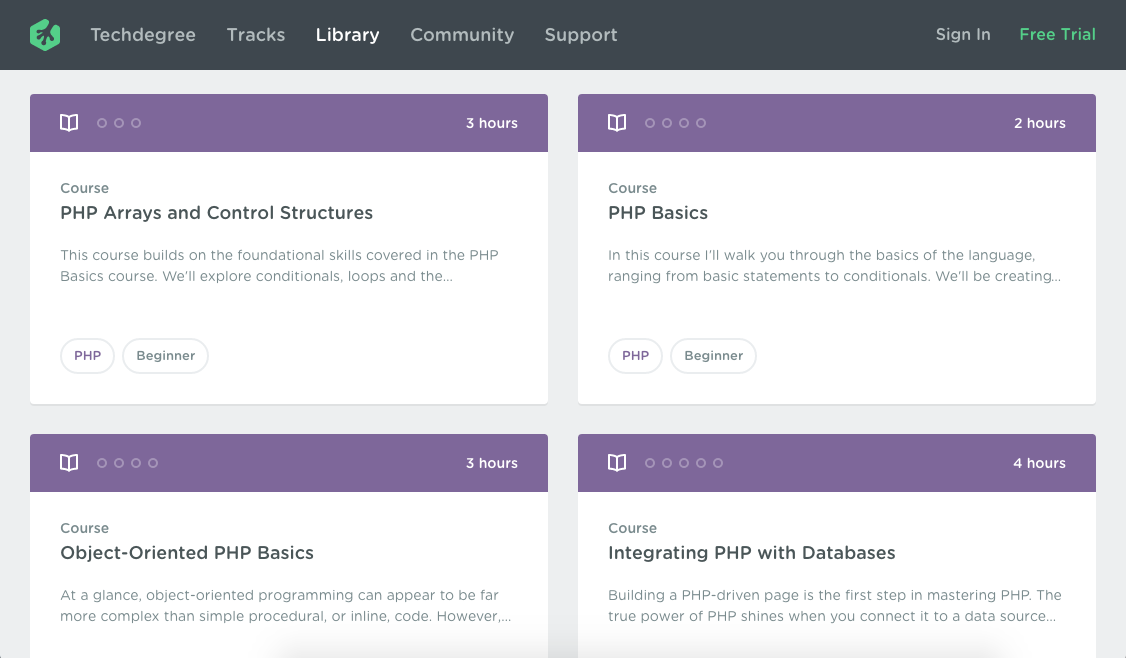 Techdegree Tracks Library Community Support Sign In Free Trial
3 hours
Course
PHP Arrays and Control Structures
This course builds on the foundational skills covered in the PHP
Basics course. We'll explore conditionals, loops and the...
PHP Beginner
2 hours
Course
PHP Basics
In this course I'll walk you through the basics of the language,
ranging from basic statements to conditionals. We'll be creating...
PHP Beginner
3 hours
Course
Object-Oriented PHP Basics
At a glance, object-oriented programming can appear to be far
more complex than simple procedural, or inline, code. However,...
4 hours
Course
Integrating PHP with Databases
Building a PHP-driven page is the first step in mastering PHP. The
true power of PHP shines when you connect it to a data source...